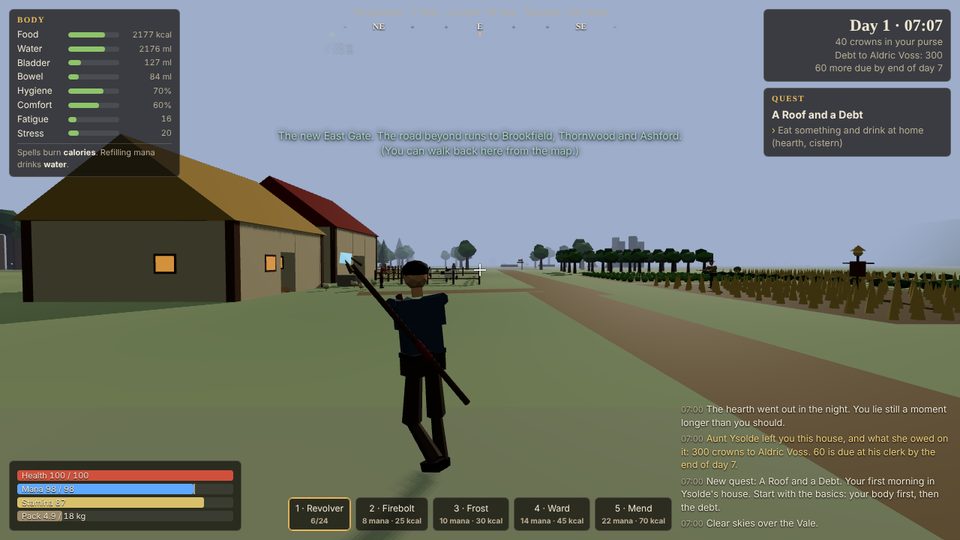 BODY
Food 2177 kcal
Water 2176 ml
Bladder 127 ml
Bowel 84 ml
Hygiene 70%
Comfort 60%
Fatigue 16
Stress 20
Spells burn calories. Refilling mana
drinks water.
NE E SE
Day 1 · 07:07
40 crowns in your purse
Debt to Aldric Voss: 300
60 more due by end of day 7
QUEST
A Roof and a Debt
› Eat something and drink at home
(hearth, cistern)
The new East Gate. The road beyond runs to Brookfield, Thornwood and Ashford.
(You can walk back here from the map.)
07:00 The hearth went out in the night. You lie still a moment
longer than you should.
07:00 Aunt Ysolde left you this house, and what she owed on
it: 300 crowns to Aldric Voss. 60 is due at his clerk by the
end of day 7.
07:00 New quest: A Roof and a Debt. Your first morning in
Ysolde's house. Start with the basics: your body first, then
the debt.
07:00 Clear skies over the Vale.
Health 100 / 100
Mana 98 / 98
Stamina 87
Pack 4.9 / 18 kg
1 · Revolver
6/24
2 · Firebolt
8 mana · 25 kcal
3 · Frost
10 mana · 30 kcal
4 · Ward
14 mana · 45 kcal
5 · Mend
22 mana · 70 kcal